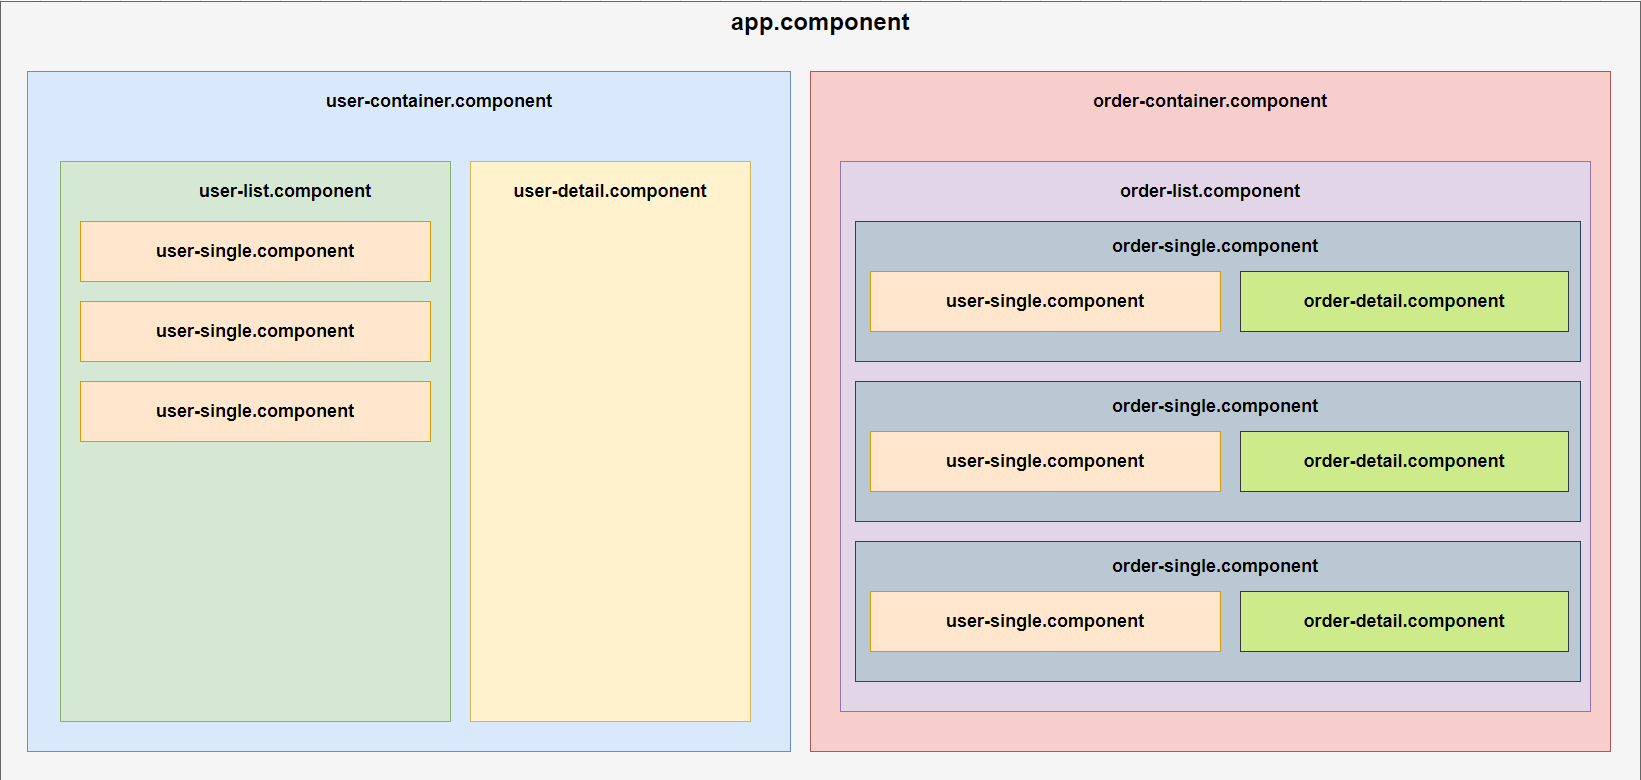 app.component
user-container.component
user-list.component
user-single.component
user-single.component
user-single.component
user-detail.component
order-container.component
order-list.component
order-single.component
user-single.component
order-detail.component
order-single.component
user-single.component
order-detail.component
order-single.component
user-single.component
order-detail.component